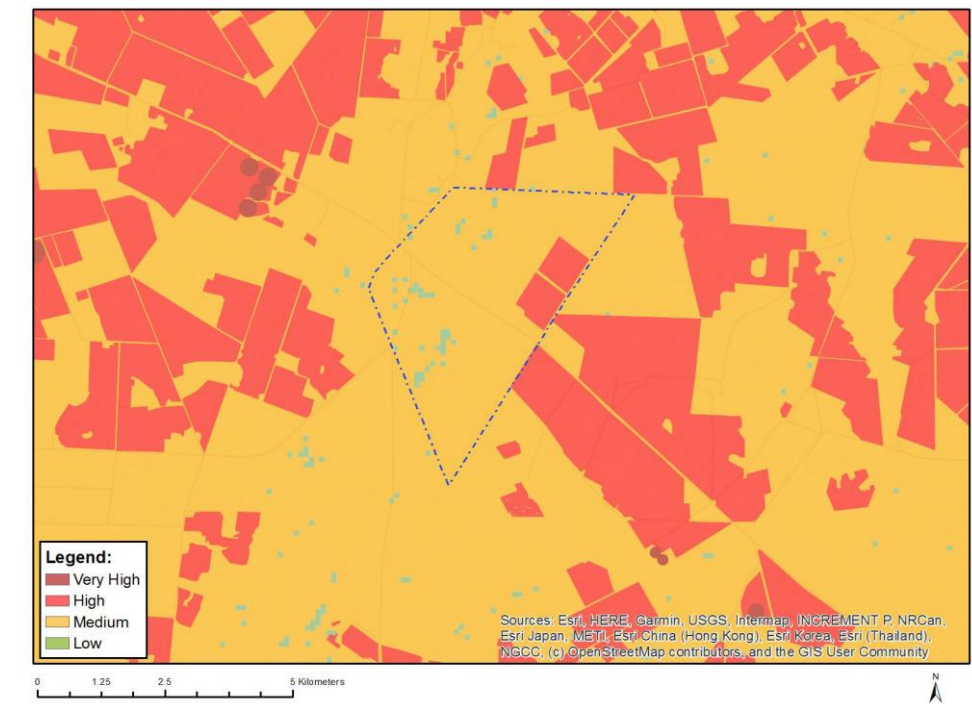 Legend:
Very High
High
Medium
Low
Sources: Esri, HERE, Garmin, USGS, Intermap, INCREMENT P, NRCan,
Esri Japan, METI, Esri China (Hong Kong), Esri Korea, Esri (Thailand),
NGCC, (c) OpenStreetMap contributors, and the GIS User Community
0 1.25 2.5 5 Kilometers
N